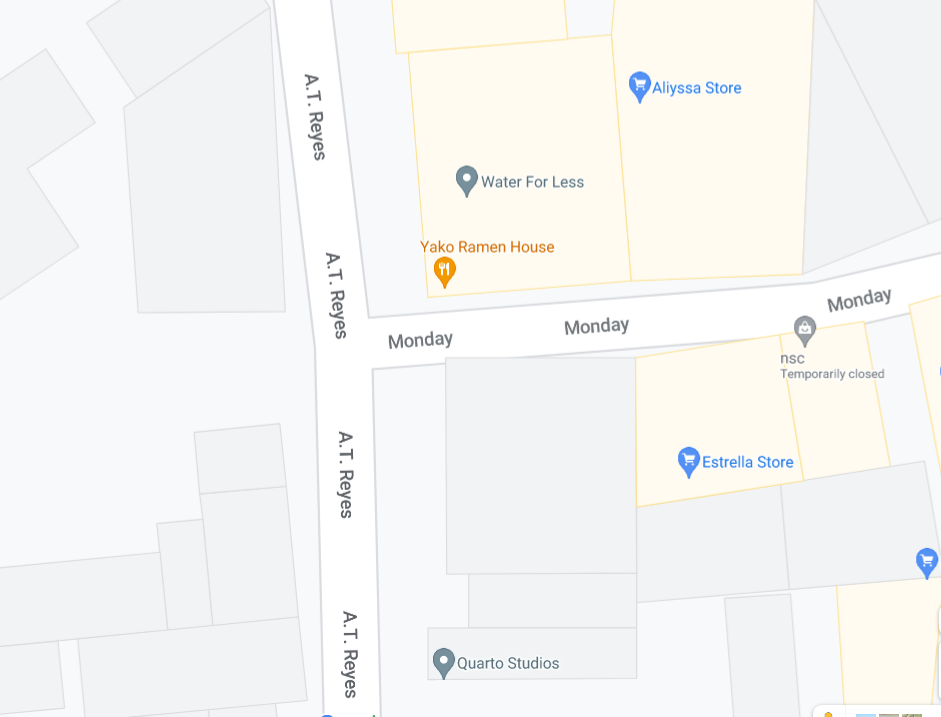 A.T. Reyes
Aliyssa Store
Water For Less
Yako Ramen House
A.T. Reyes
Monday
Monday
Monday
nsc
Temporarily closed
A.T. Reyes
Estrella Store
A.T. Reyes
Quarto Studios